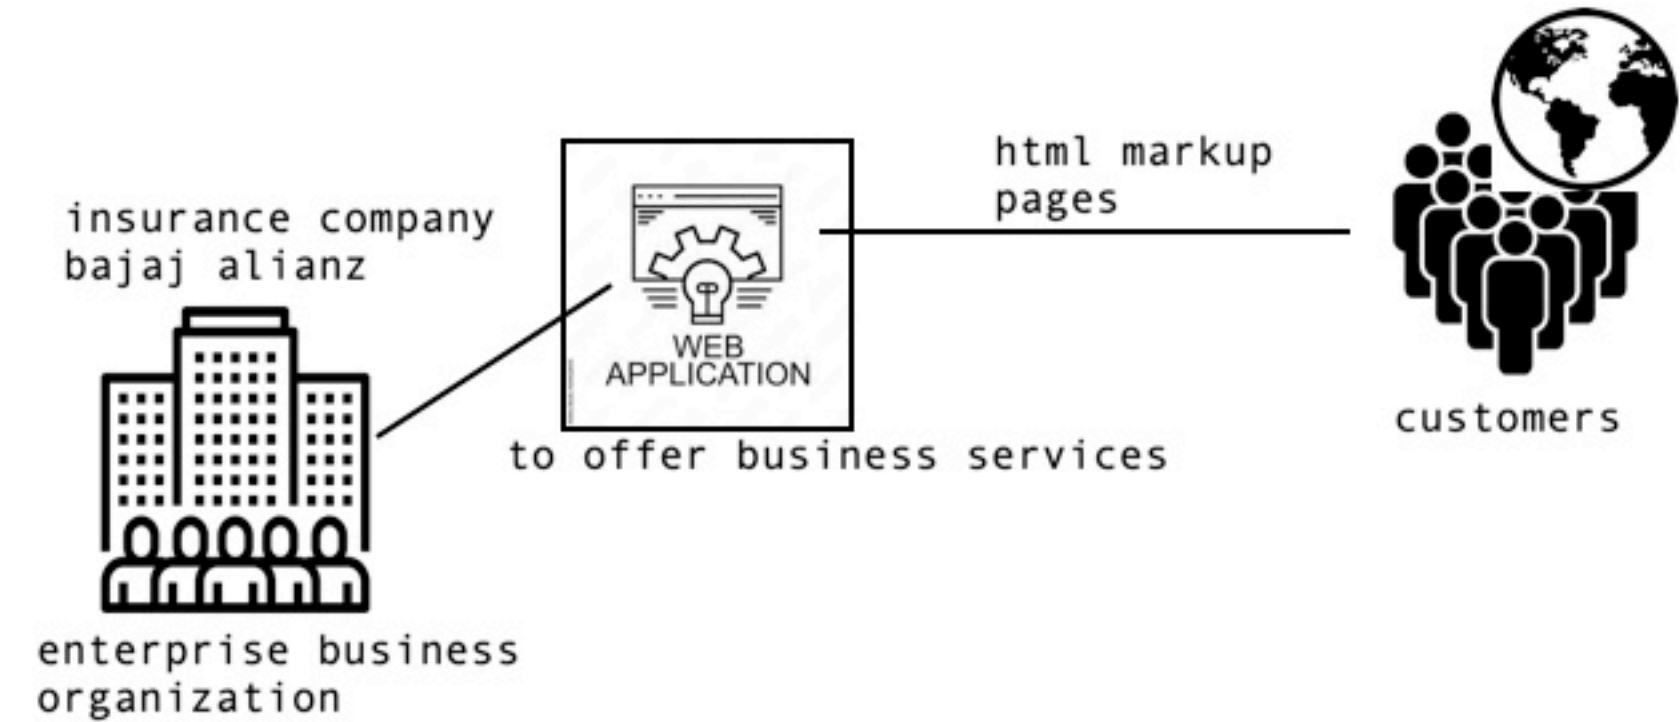 insurance company
bajaj alianz
enterprise business
organization
WEB
APPLICATION
to offer business services
html markup
pages
customers